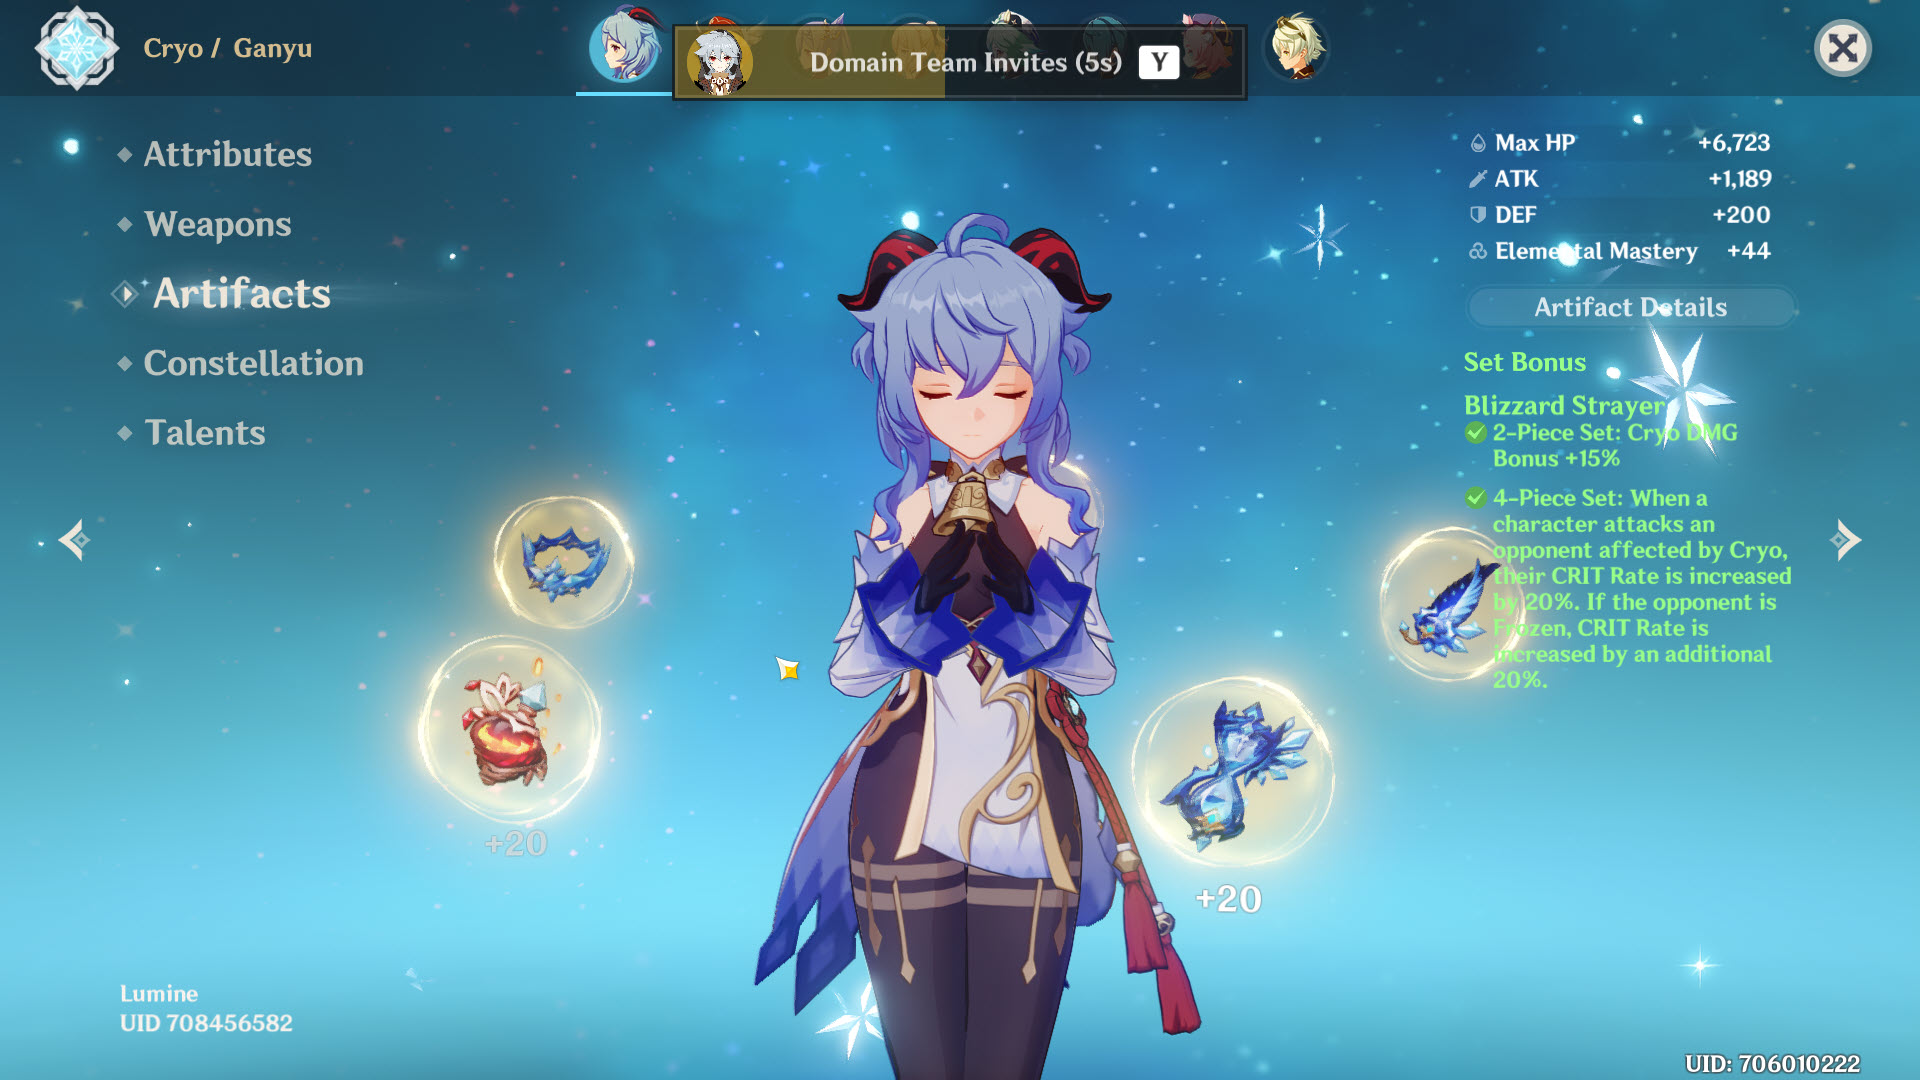 Cryo / Ganyu
Domain Team Invites (5s) Y
Attributes
Weapons
Artifacts
Constellation
Talents
Max HP +6,723
ATK +1,189
DEF +200
Elemental Mastery +44
Artifact Details
Set Bonus
Blizzard Strayer
2-Piece Set: Cryo DMG
Bonus +15%
4-Piece Set: When a
character attacks an
opponent affected by Cryo,
their CRIT Rate is increased
by 20%. If the opponent is
Frozen, CRIT Rate is
increased by an additional
20%.
+20
+20
Lumine
UID 708456582
UID: 706010222